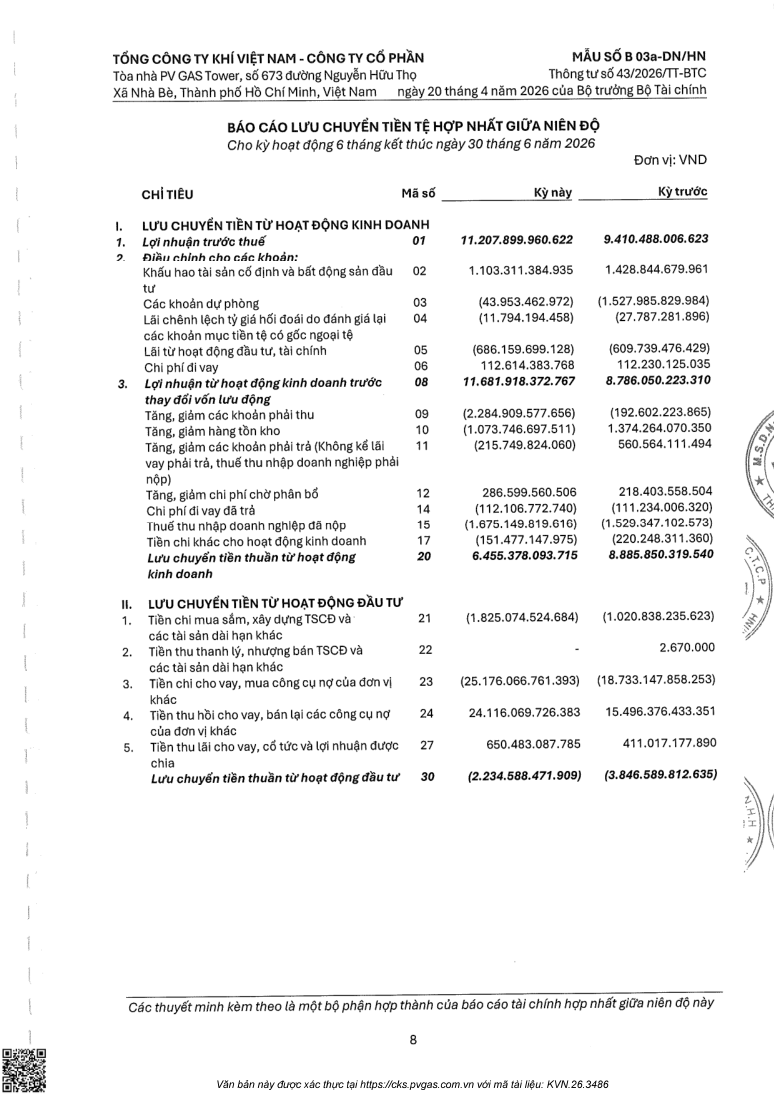 TỔNG CÔNG TY KHÍ VIỆT NAM - CÔNG TY CỔ PHẦN MẪU SỐ B 03a-DN/HN
Tòa nhà PV GAS Tower, số 673 đường Nguyễn Hữu Thọ Thông tư số 43/2026/TT-BTC
Xã Nhà Bè, Thành phố Hồ Chí Minh, Việt Nam ngày 20 tháng 4 năm 2026 của Bộ trưởng Bộ Tài chính
BÁO CÁO LƯU CHUYỂN TIỀN TỆ HỢP NHẤT GIỮA NIÊN ĐỘ
Cho kỳ hoạt động 6 tháng kết thúc ngày 30 tháng 6 năm 2026
Đơn vị: VND
CHỈ TIÊU Mã số Kỳ này Kỳ trước
I. LƯU CHUYỂN TIỀN TỪ HOẠT ĐỘNG KINH DOANH
1. Lợi nhuận trước thuế 01 11.207.899.960.622 9.410.488.006.623
2. Điều chỉnh cho các khoản:
Khấu hao tài sản cố định và bất động sản đầu 02 1.103.311.384.935 1.428.844.679.961
tư
Các khoản dự phòng 03 (43.953.462.972) (1.527.985.829.984)
Lãi chênh lệch tỷ giá hối đoái do đánh giá lại 04 (11.794.194.458) (27.787.281.896)
các khoản mục tiền tệ có gốc ngoại tệ
Lãi từ hoạt động đầu tư, tài chính 05 (686.159.699.128) (609.739.476.429)
Chi phí đi vay 06 112.614.383.768 112.230.125.035
3. Lợi nhuận từ hoạt động kinh doanh trước 08 11.681.918.372.767 8.786.050.223.310
thay đổi vốn lưu động
Tăng, giảm các khoản phải thu 09 (2.284.909.577.656) (192.602.223.865)
Tăng, giảm hàng tồn kho 10 (1.073.746.697.511) 1.374.264.070.350
Tăng, giảm các khoản phải trả (Không kể lãi 11 (215.749.824.060) 560.564.111.494
vay phải trả, thuế thu nhập doanh nghiệp phải
nộp)
Tăng, giảm chi phí chờ phân bổ 12 286.599.560.506 218.403.558.504
Chi phí đi vay đã trả 14 (112.106.772.740) (111.234.006.320)
Thuế thu nhập doanh nghiệp đã nộp 15 (1.675.149.819.616) (1.529.347.102.573)
Tiền chi khác cho hoạt động kinh doanh 17 (151.477.147.975) (220.248.311.360)
Lưu chuyển tiền thuần từ hoạt động 20 6.455.378.093.715 8.885.850.319.540
kinh doanh
II. LƯU CHUYỂN TIỀN TỪ HOẠT ĐỘNG ĐẦU TƯ
1. Tiền chi mua sắm, xây dựng TSCĐ và 21 (1.825.074.524.684) (1.020.838.235.623)
các tài sản dài hạn khác
2. Tiền thu thanh lý, nhượng bán TSCĐ và 22 - 2.670.000
các tài sản dài hạn khác
3. Tiền chi cho vay, mua công cụ nợ của đơn vị 23 (25.176.066.761.393) (18.733.147.858.253)
khác
4. Tiền thu hồi cho vay, bán lại các công cụ nợ 24 24.116.069.726.383 15.496.376.433.351
của đơn vị khác
5. Tiền thu lãi cho vay, cổ tức và lợi nhuận được 27 650.483.087.785 411.017.177.890
chia
Lưu chuyển tiền thuần từ hoạt động đầu tư 30 (2.234.588.471.909) (3.846.589.812.635)
M.S.D.N
C.T.C.P
N.H.H
Các thuyết minh kèm theo là một bộ phận hợp thành của báo cáo tài chính hợp nhất giữa niên độ này
8
Văn bản này được xác thực tại https://cks.pvgas.com.vn với mã tài liệu: KVN.26.3486